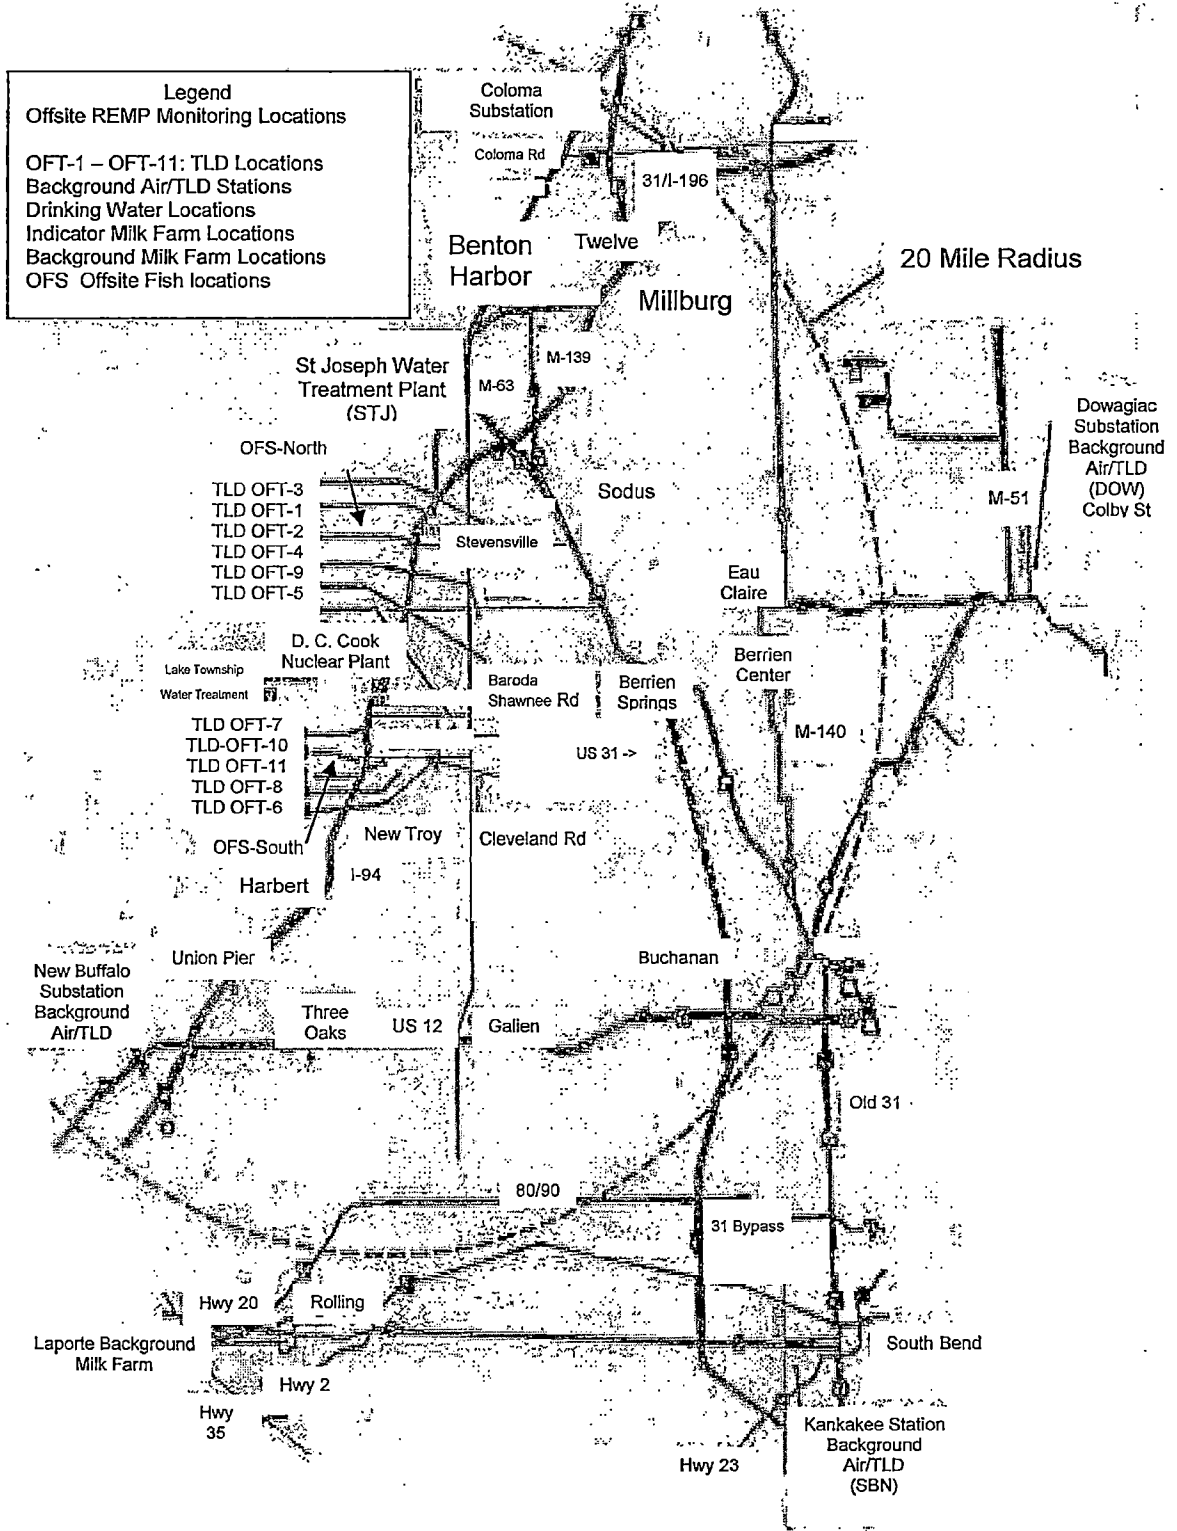 Legend
Offsite REMP Monitoring Locations
OFT-1 – OFT-11: TLD Locations
Background Air/TLD Stations
Drinking Water Locations
Indicator Milk Farm Locations
Background Milk Farm Locations
OFS Offsite Fish locations
Coloma
Substation
Coloma Rd
31/I-196
Benton
Harbor
Twelve
Millburg
20 Mile Radius
St Joseph Water
Treatment Plant
(STJ)
M-139
M-63
Dowagiac
Substation
Background
Air/TLD
(DOW)
Colby St
M-51
OFS-North
TLD OFT-3
TLD OFT-1
TLD OFT-2
TLD OFT-4
TLD OFT-9
TLD OFT-5
Sodus
Stevensville
Eau
Claire
D. C. Cook
Nuclear Plant
Lake Township
Water Treatment
Baroda
Shawnee Rd
Berrien
Springs
Berrien
Center
TLD OFT-7
TLD-OFT-10
TLD OFT-11
TLD OFT-8
TLD OFT-6
US 31 ->
M-140
OFS-South
New Troy
Cleveland Rd
Harbert
I-94
Union Pier
Buchanan
New Buffalo
Substation
Background
Air/TLD
Three
Oaks
US 12
Galien
Old 31
80/90
31 Bypass
Hwy 20
Rolling
Laporte Background
Milk Farm
South Bend
Hwy 2
Hwy
35
Kankakee Station
Background
Air/TLD
(SBN)
Hwy 23